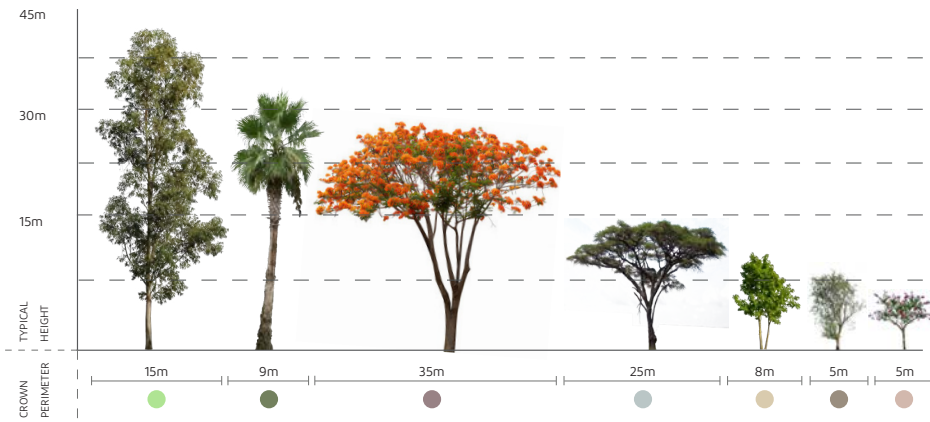 45m
30m
15m
TYPICAL
HEIGHT
CROWN
PERIMETER
15m
9m
35m
25m
8m
5m
5m